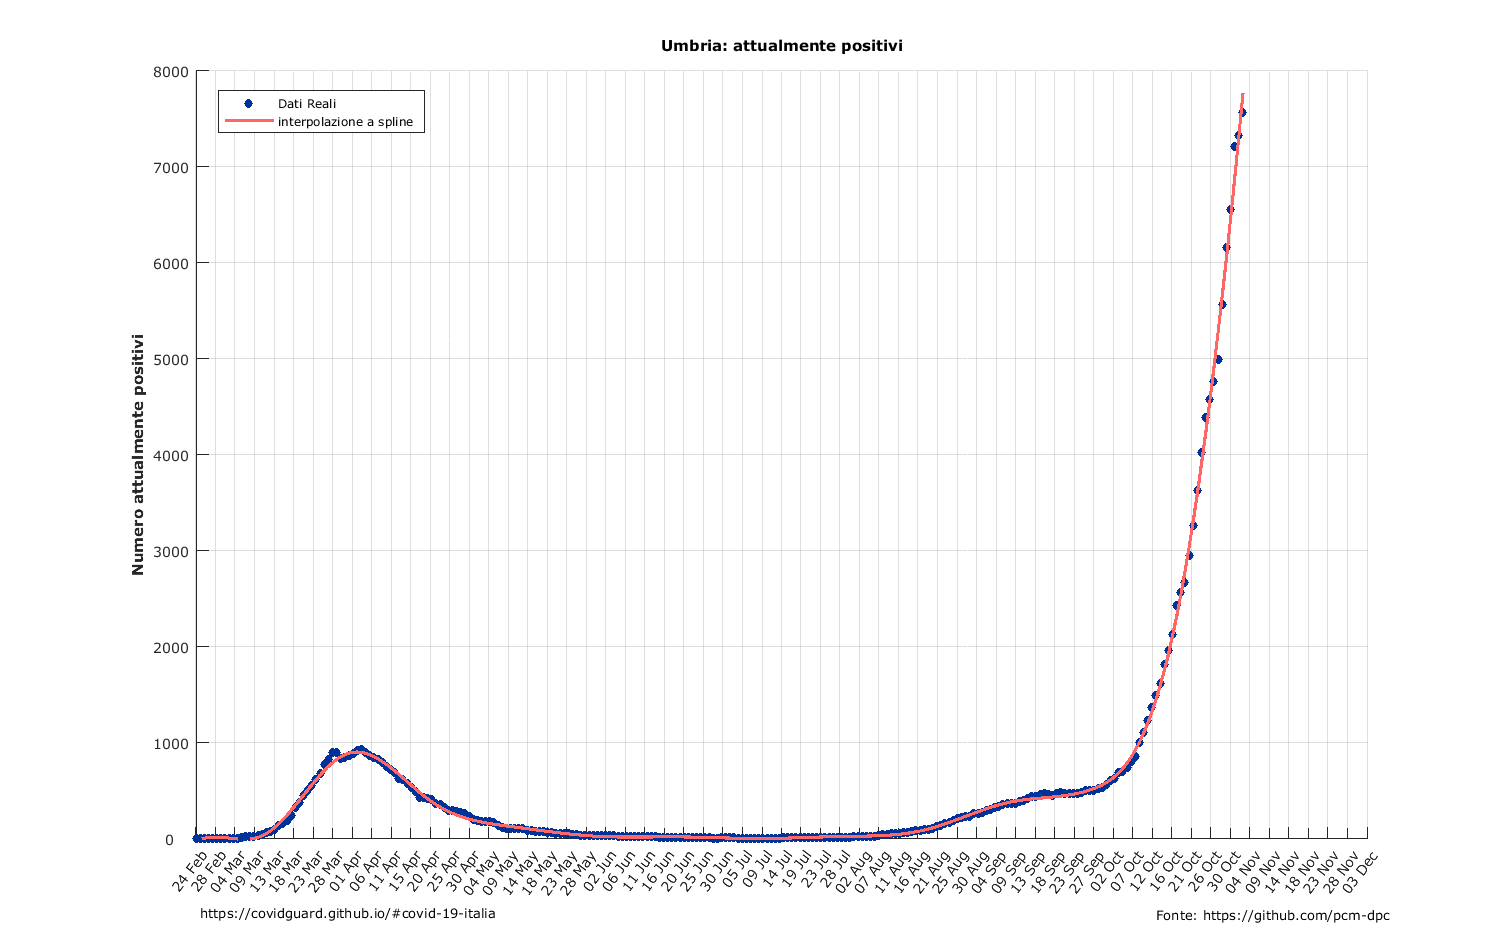 Umbria: attualmente positivi
Dati Reali
interpolazione a spline
Numero attualmente positivi
8000
7000
6000
5000
4000
3000
2000
1000
0
24 Feb
28 Feb
04 Mar
09 Mar
13 Mar
18 Mar
23 Mar
28 Mar
01 Apr
06 Apr
11 Apr
15 Apr
20 Apr
25 Apr
30 Apr
04 May
09 May
14 May
18 May
23 May
28 May
02 Jun
06 Jun
11 Jun
16 Jun
20 Jun
25 Jun
30 Jun
05 Jul
09 Jul
14 Jul
19 Jul
23 Jul
28 Jul
02 Aug
07 Aug
11 Aug
16 Aug
21 Aug
25 Aug
30 Aug
04 Sep
09 Sep
13 Sep
18 Sep
23 Sep
27 Sep
02 Oct
07 Oct
12 Oct
16 Oct
21 Oct
26 Oct
30 Oct
04 Nov
09 Nov
14 Nov
18 Nov
23 Nov
28 Nov
03 Dec
https://covidguard.github.io/#covid-19-italia
Fonte: https://github.com/pcm-dpc